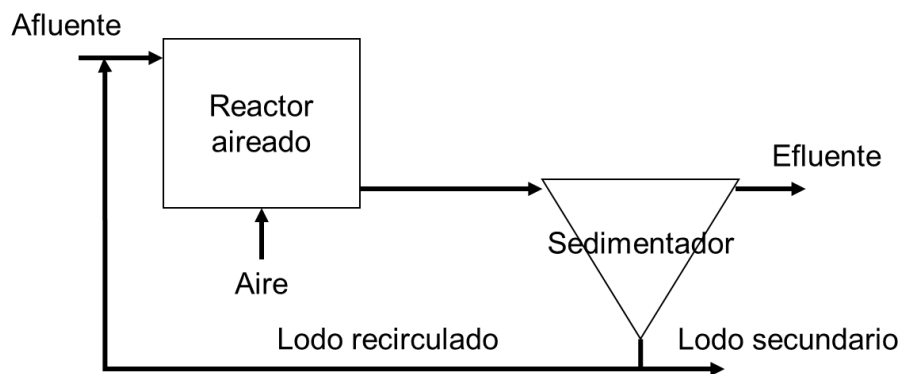 Afluente
Reactor
aireado
Efluente
Sedimentador
Aire
Lodo recirculado
Lodo secundario